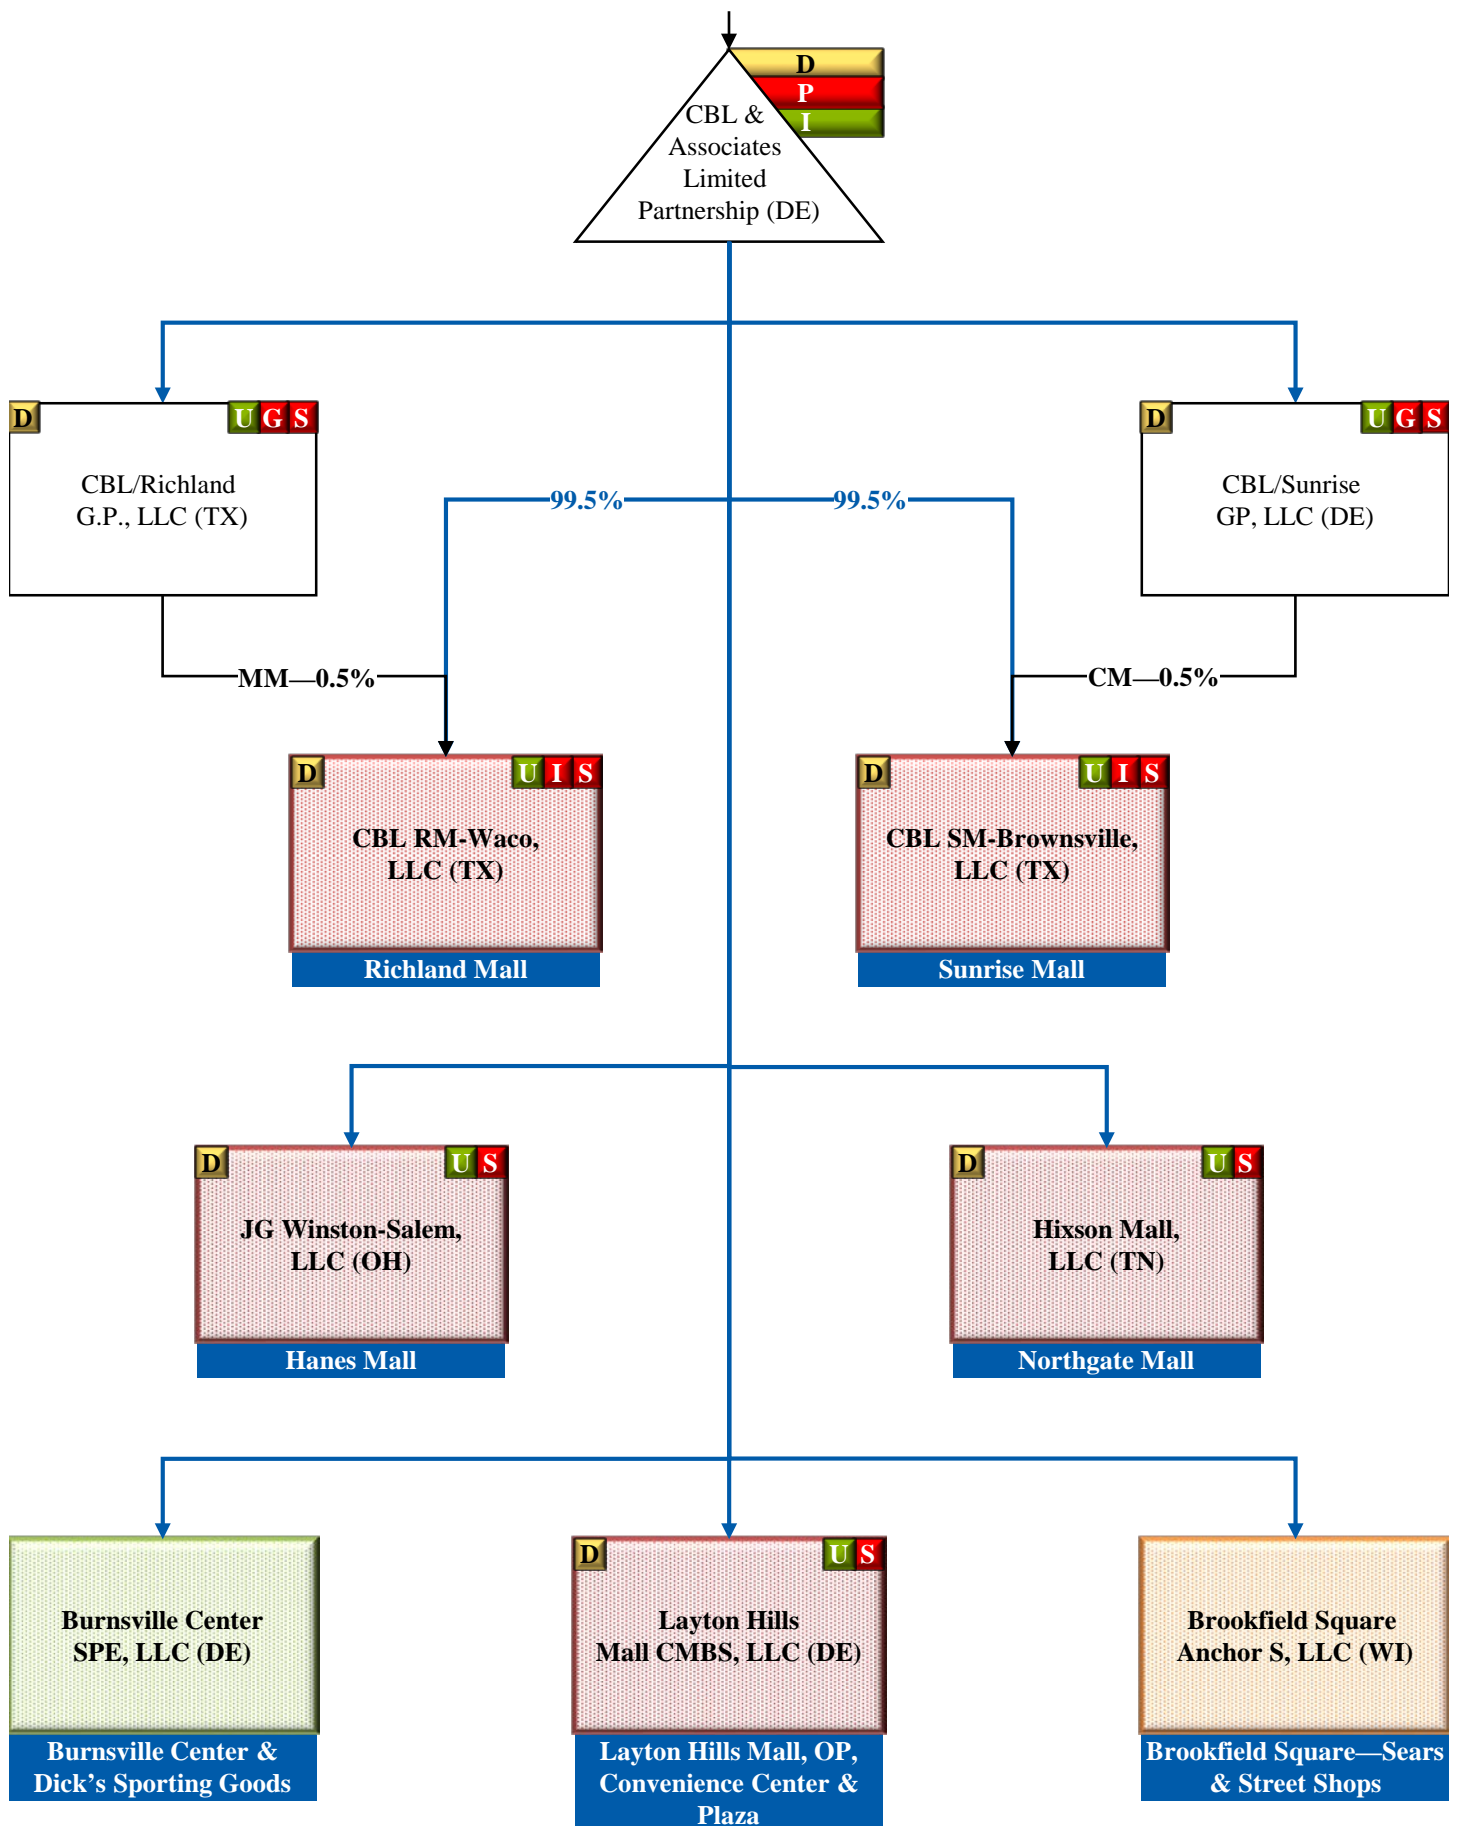 D
P
I
CBL &
Associates
Limited
Partnership (DE)
D
U G S
CBL/Richland
G.P., LLC (TX)
D
U G S
CBL/Sunrise
GP, LLC (DE)
99.5%
99.5%
MM—0.5%
CM—0.5%
D
U I S
CBL RM-Waco,
LLC (TX)
Richland Mall
D
U I S
CBL SM-Brownsville,
LLC (TX)
Sunrise Mall
D
U S
JG Winston-Salem,
LLC (OH)
Hanes Mall
D
U S
Hixson Mall,
LLC (TN)
Northgate Mall
Burnsville Center
SPE, LLC (DE)
Burnsville Center &
Dick’s Sporting Goods
D
U S
Layton Hills
Mall CMBS, LLC (DE)
Layton Hills Mall, OP,
Convenience Center &
Plaza
Brookfield Square
Anchor S, LLC (WI)
Brookfield Square—Sears
& Street Shops